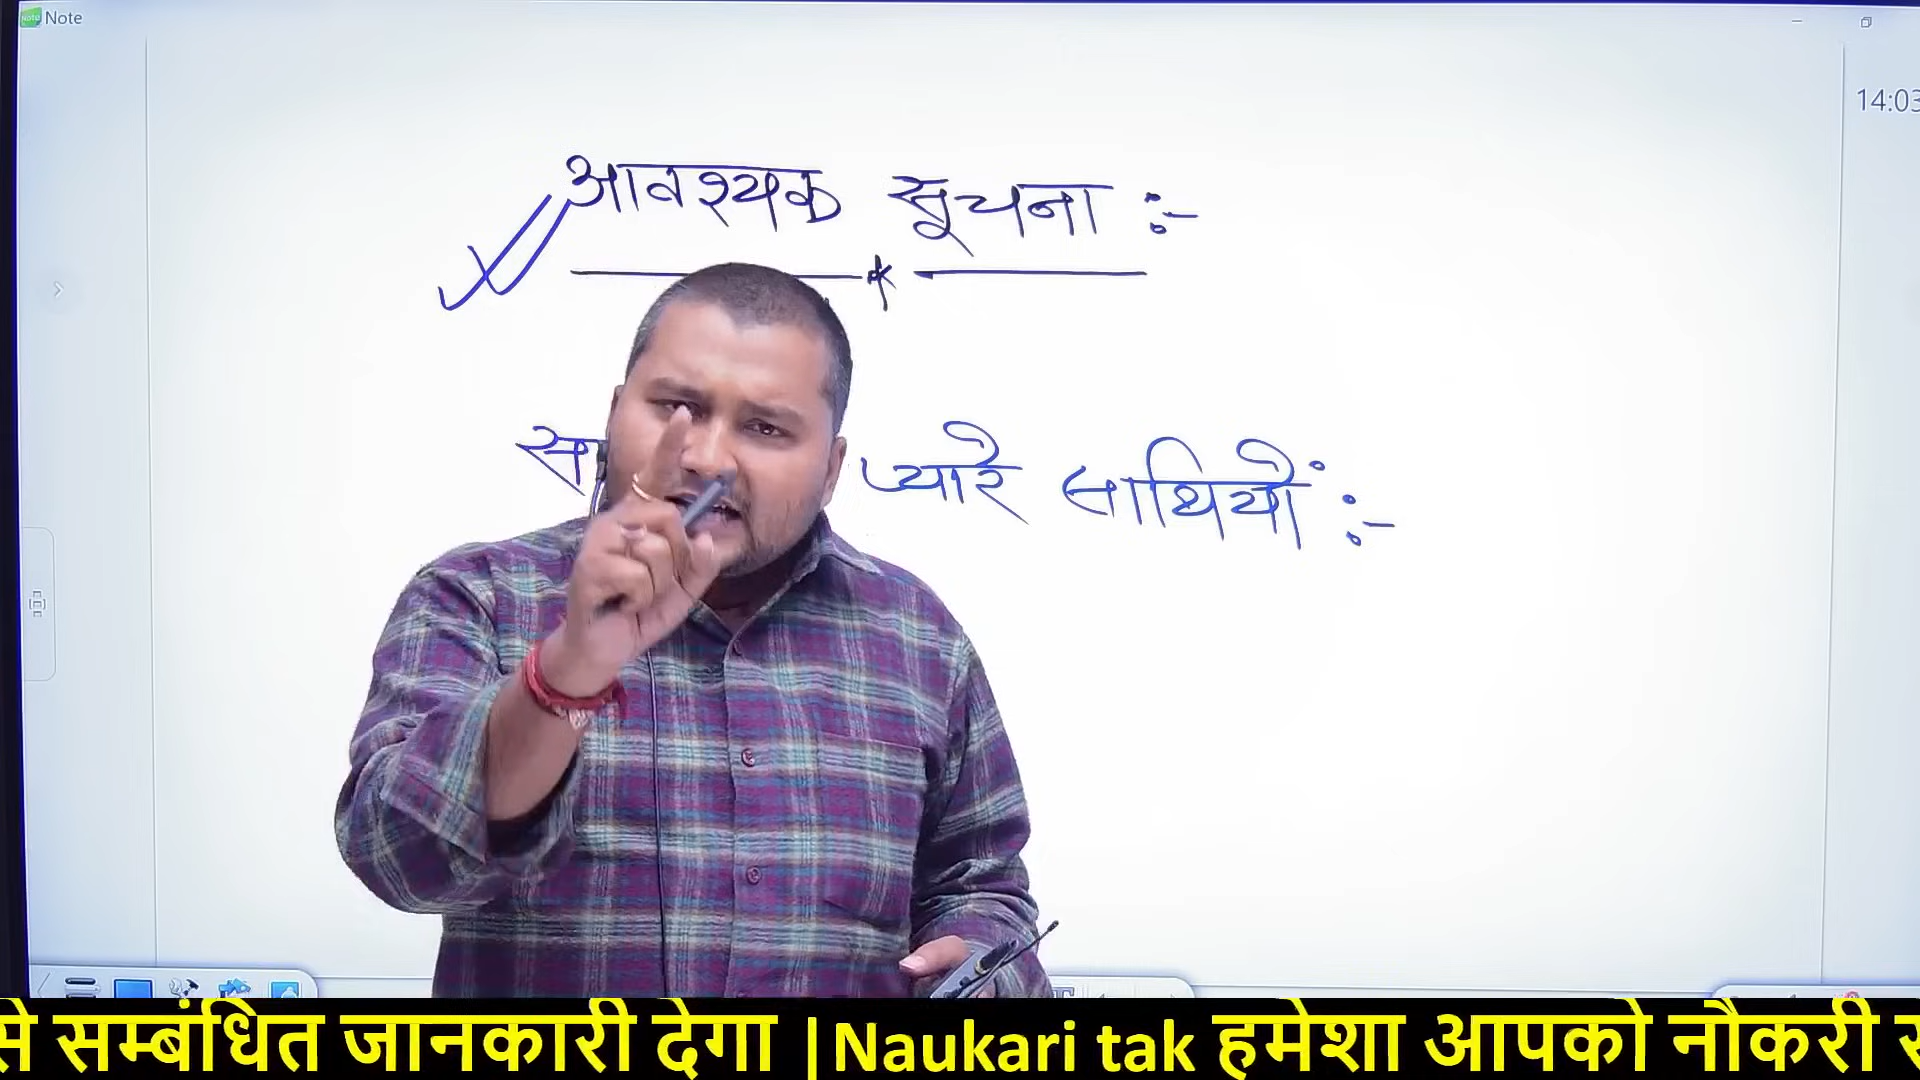 Note
14:03
आवश्यक सूचना :-
प्यारे साथियों :-
से सम्बंधित जानकारी देगा | Naukari tak हमेशा आपको नौकरी